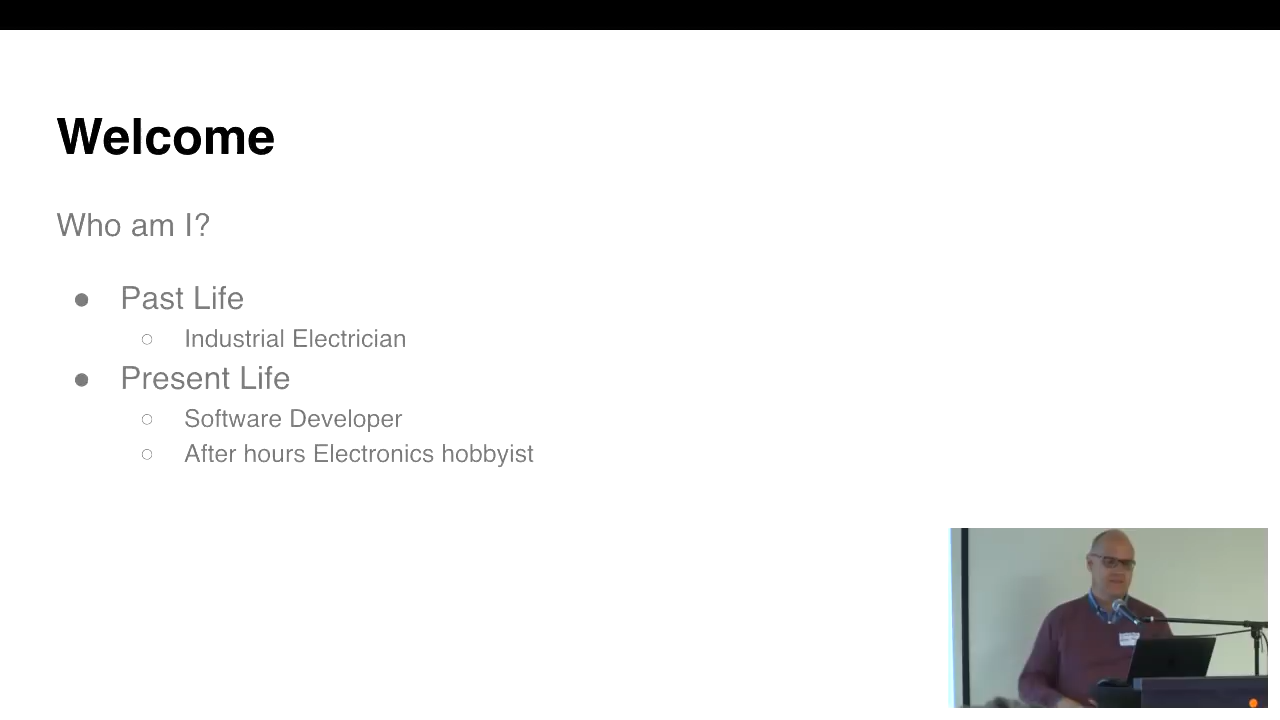 Welcome
Who am I?
● Past Life
○ Industrial Electrician
● Present Life
○ Software Developer
○ After hours Electronics hobbyist